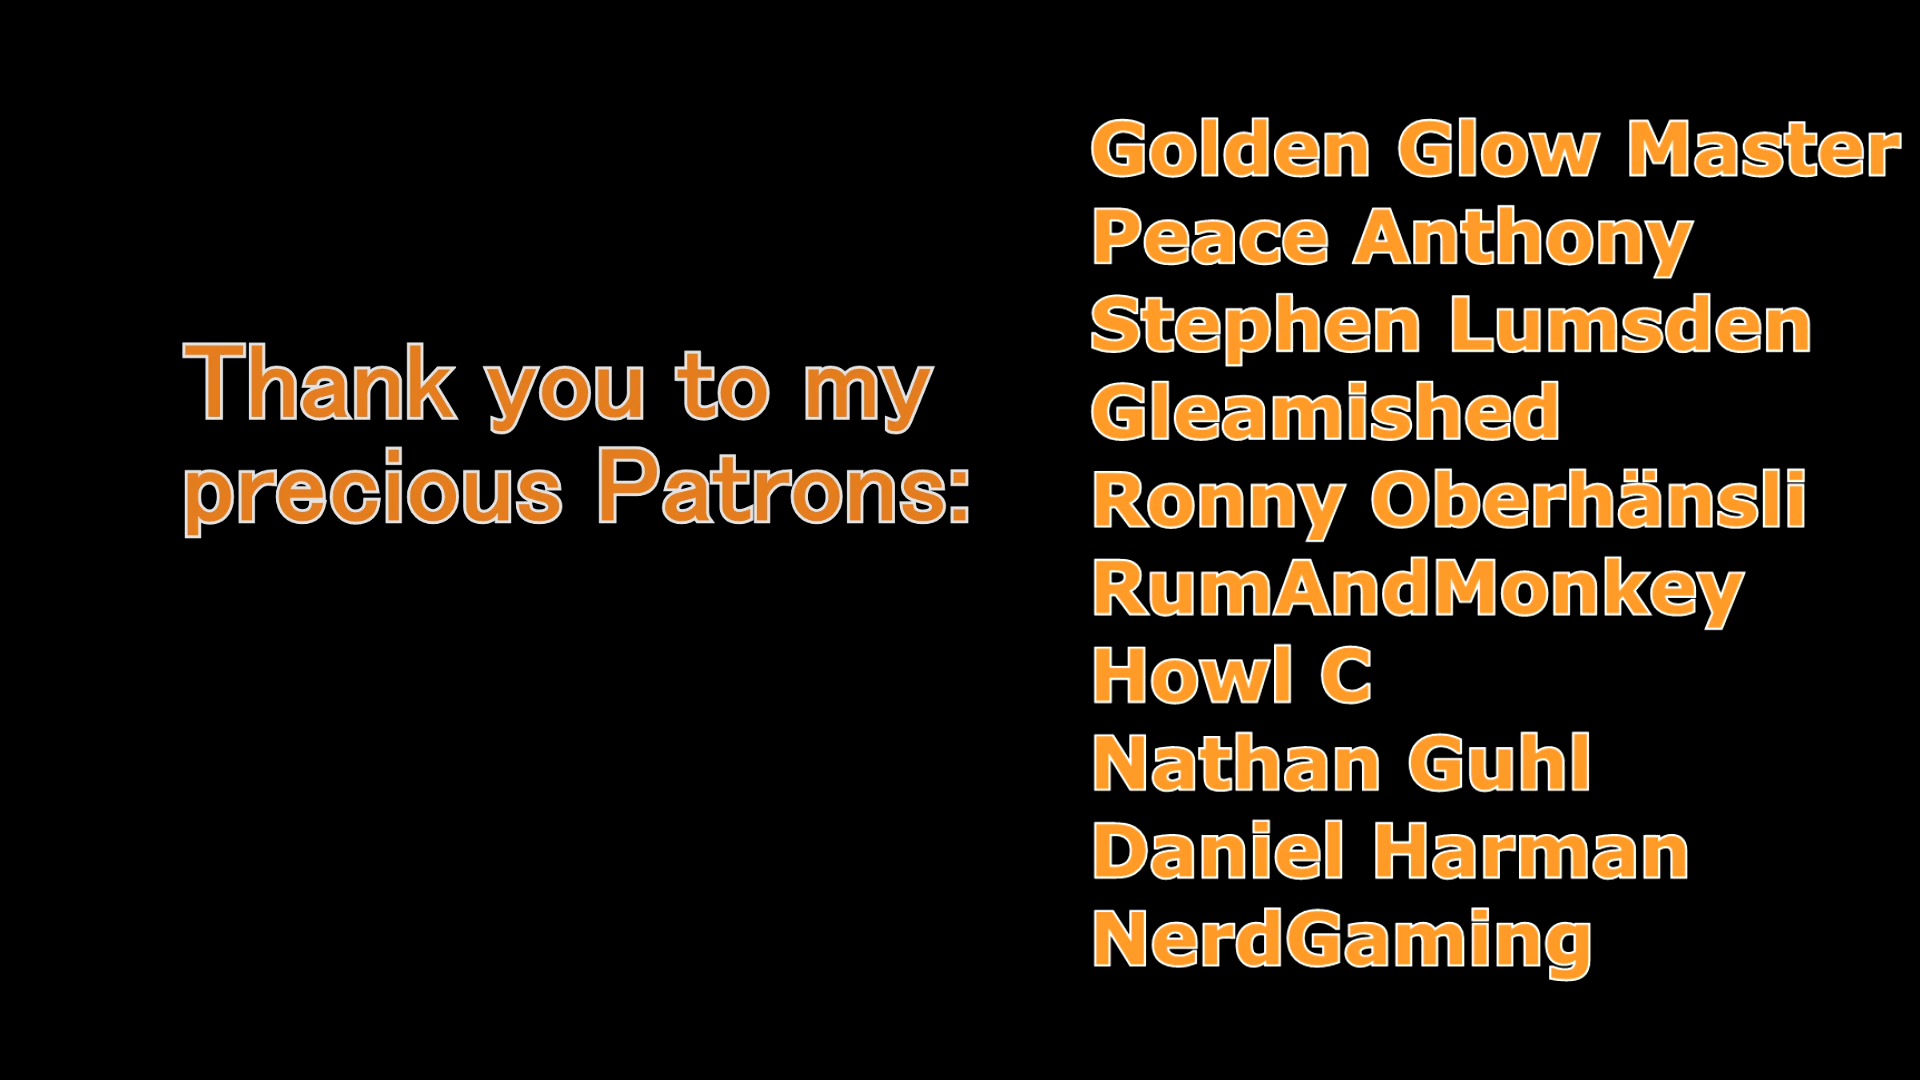 Thank you to my
precious Patrons:
Golden Glow Master
Peace Anthony
Stephen Lumsden
Gleamished
Ronny Oberhänsli
RumAndMonkey
Howl C
Nathan Guhl
Daniel Harman
NerdGaming